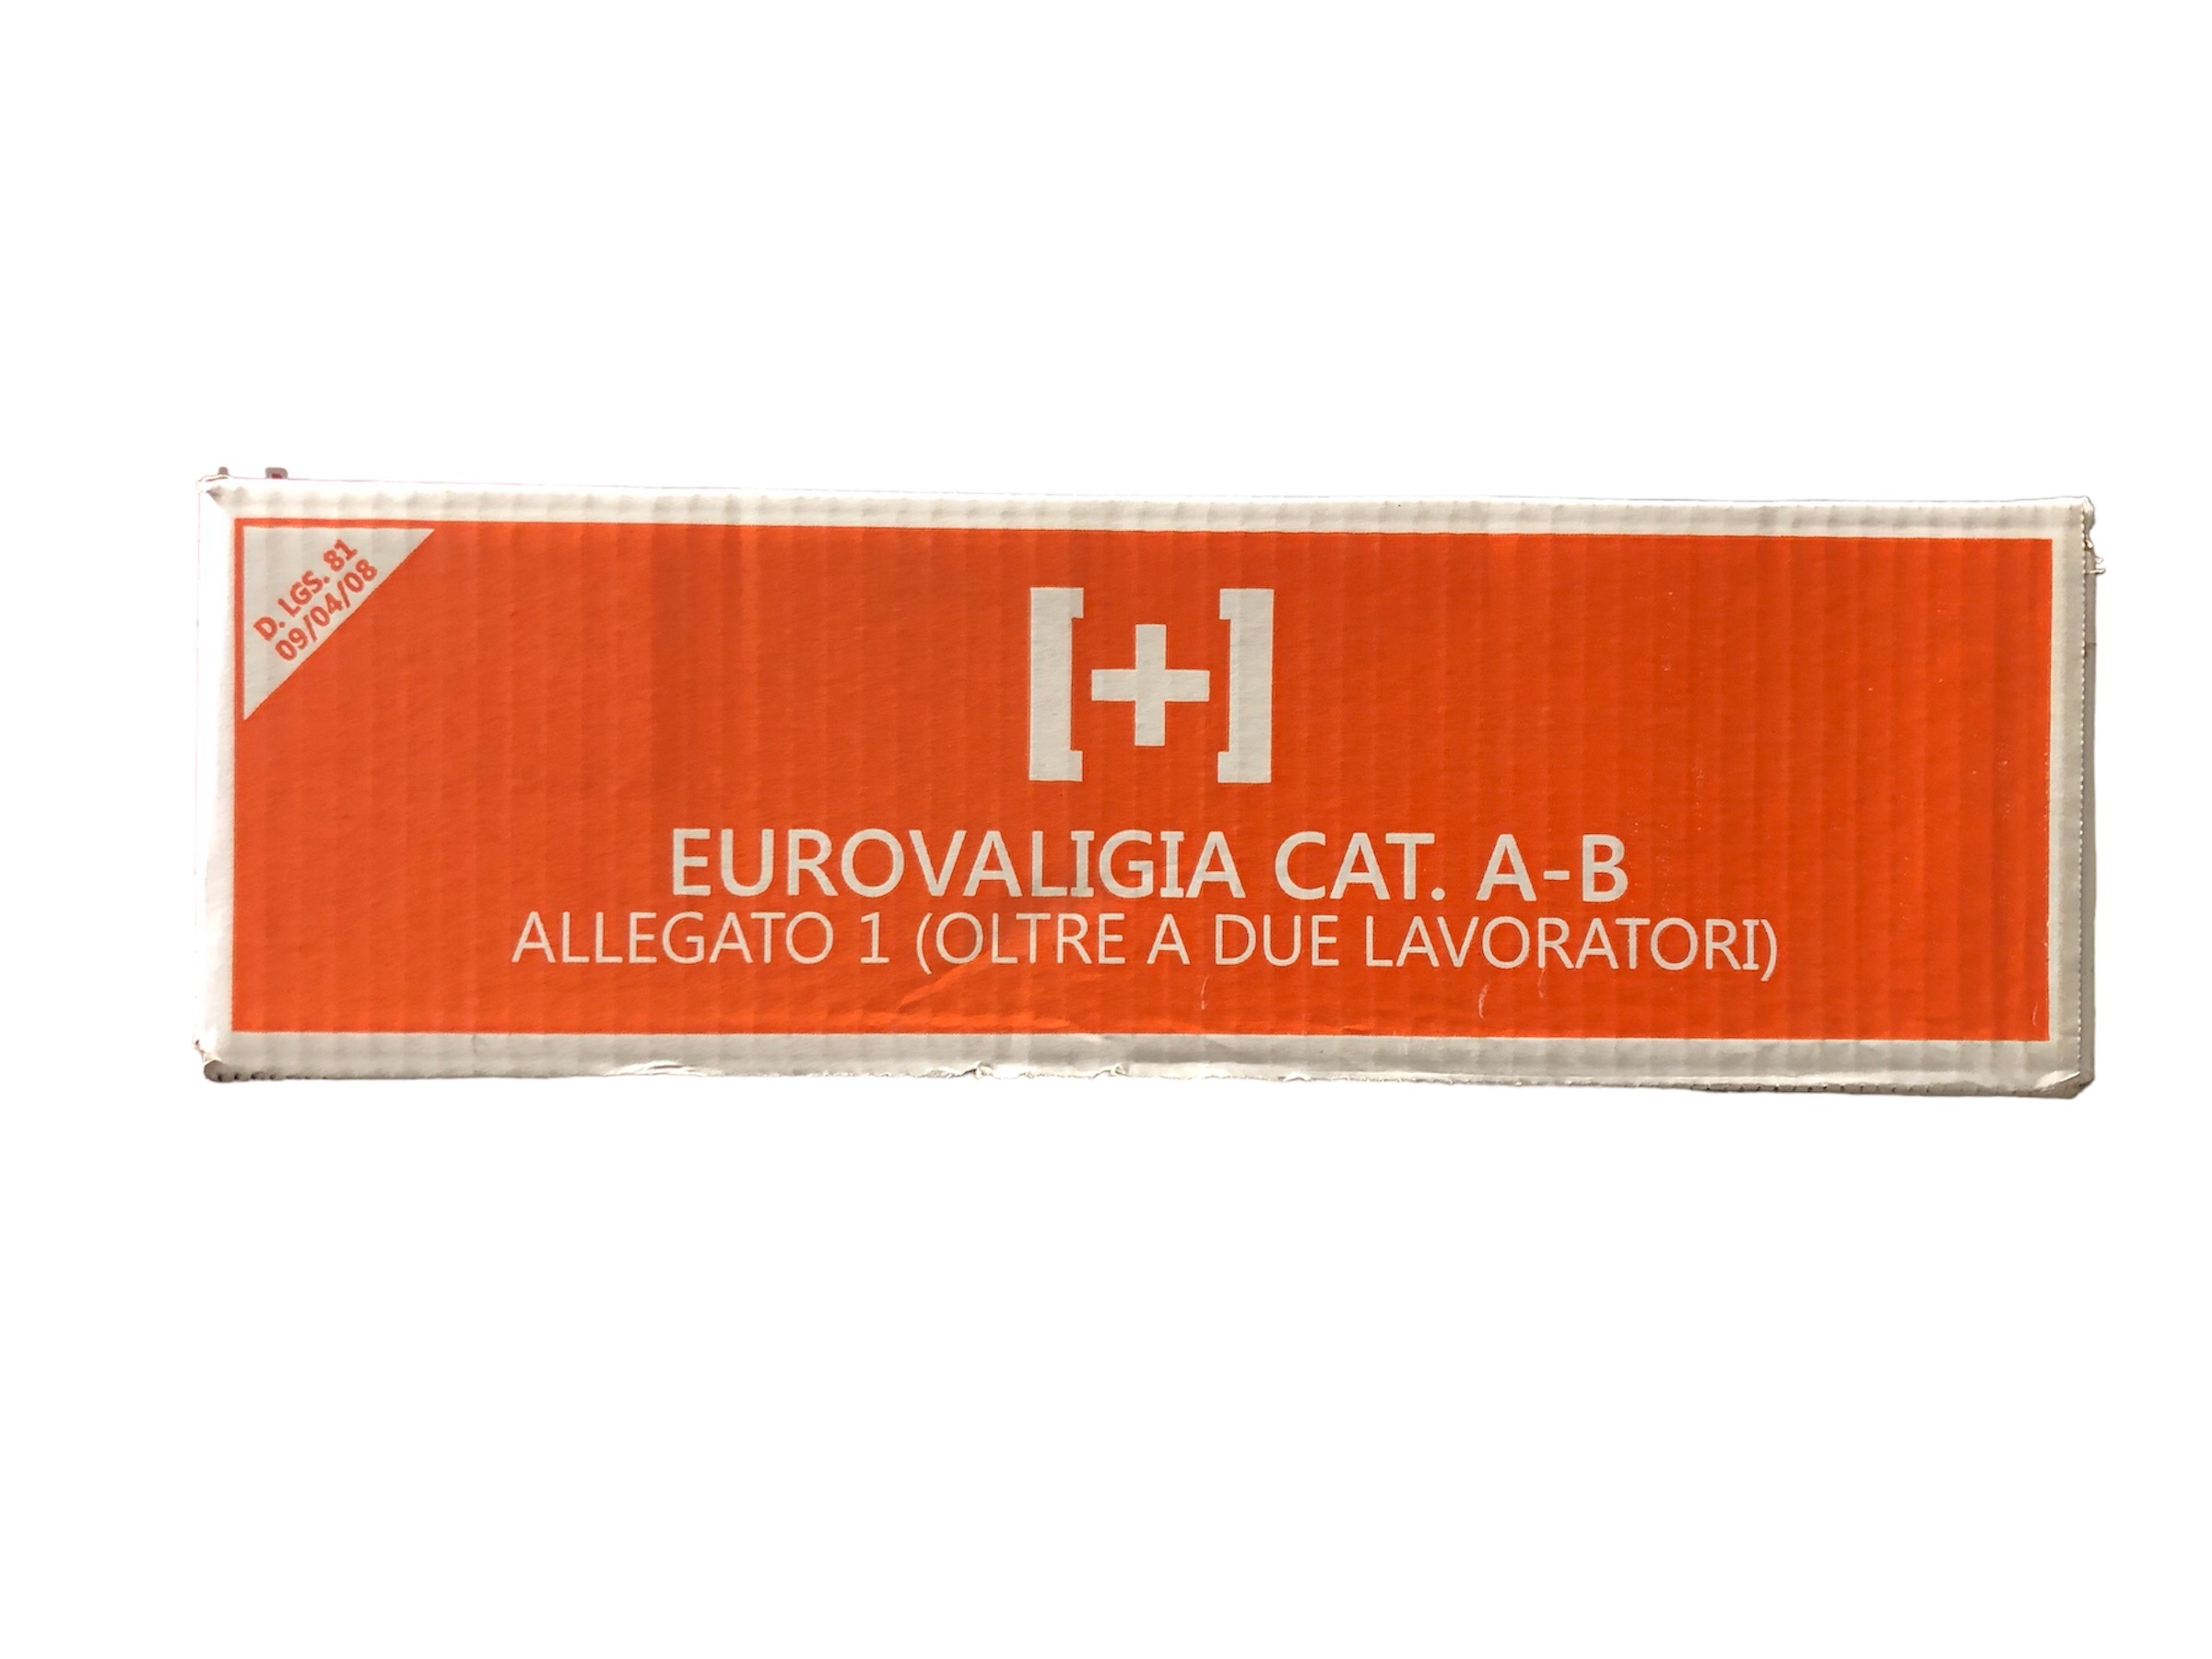 D. LGS. 81
09/04/08
[+]
EUROVALIGIA CAT. A-B
ALLEGATO 1 (OLTRE A DUE LAVORATORI)